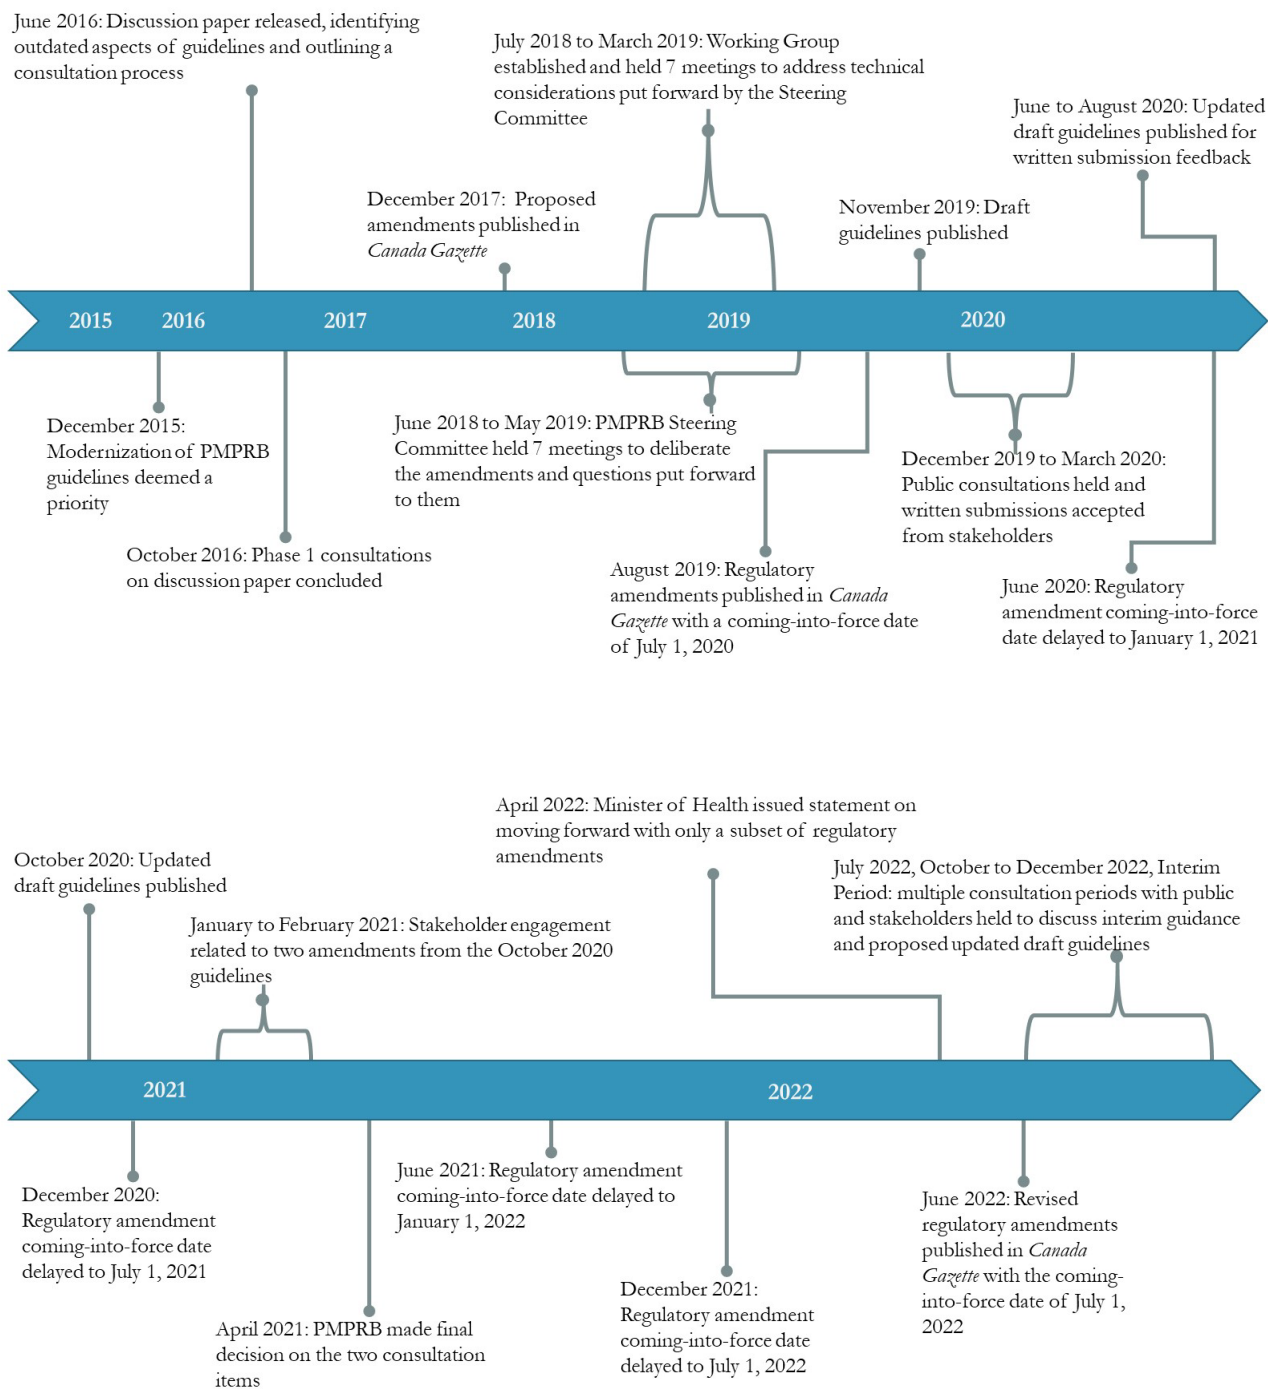 June 2016: Discussion paper released, identifying
outdated aspects of guidelines and outlining a
consultation process
July 2018 to March 2019: Working Group
established and held 7 meetings to address technical
considerations put forward by the Steering
Committee
June to August 2020: Updated
draft guidelines published for
written submission feedback
December 2017: Proposed
amendments published in
Canada Gazette
November 2019: Draft
guidelines published
2015
2016
2017
2018
2019
2020
December 2015:
Modernization of PMPRB
guidelines deemed a
priority
October 2016: Phase 1 consultations
on discussion paper concluded
June 2018 to May 2019: PMPRB Steering
Committee held 7 meetings to deliberate
the amendments and questions put forward
to them
August 2019: Regulatory
amendments published in Canada
Gazette with a coming-into-force date
of July 1, 2020
December 2019 to March 2020:
Public consultations held and
written submissions accepted
from stakeholders
June 2020: Regulatory
amendment coming-into-force
date delayed to January 1, 2021
October 2020: Updated
draft guidelines published
January to February 2021: Stakeholder engagement
related to two amendments from the October 2020
guidelines
April 2022: Minister of Health issued statement on
moving forward with only a subset of regulatory
amendments
July 2022, October to December 2022, Interim
Period: multiple consultation periods with public
and stakeholders held to discuss interim guidance
and proposed updated draft guidelines
2021
2022
December 2020:
Regulatory amendment
coming-into-force date
delayed to July 1, 2021
April 2021: PMPRB made final
decision on the two consultation
items
June 2021: Regulatory amendment
coming-into-force date delayed to
January 1, 2022
December 2021:
Regulatory amendment
coming-into-force date
delayed to July 1, 2022
June 2022: Revised
regulatory amendments
published in Canada
Gazette with the coming-
into-force date of July 1,
2022